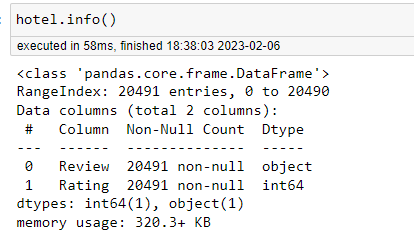 hotel.info()
executed in 58ms, finished 18:38:03 2023-02-06
<class 'pandas.core.frame.DataFrame'>
RangeIndex: 20491 entries, 0 to 20490
Data columns (total 2 columns):
 #   Column  Non-Null Count  Dtype
---  ------  --------------  -----
 0   Review  20491 non-null  object
 1   Rating  20491 non-null  int64
dtypes: int64(1), object(1)
memory usage: 320.3+ KB